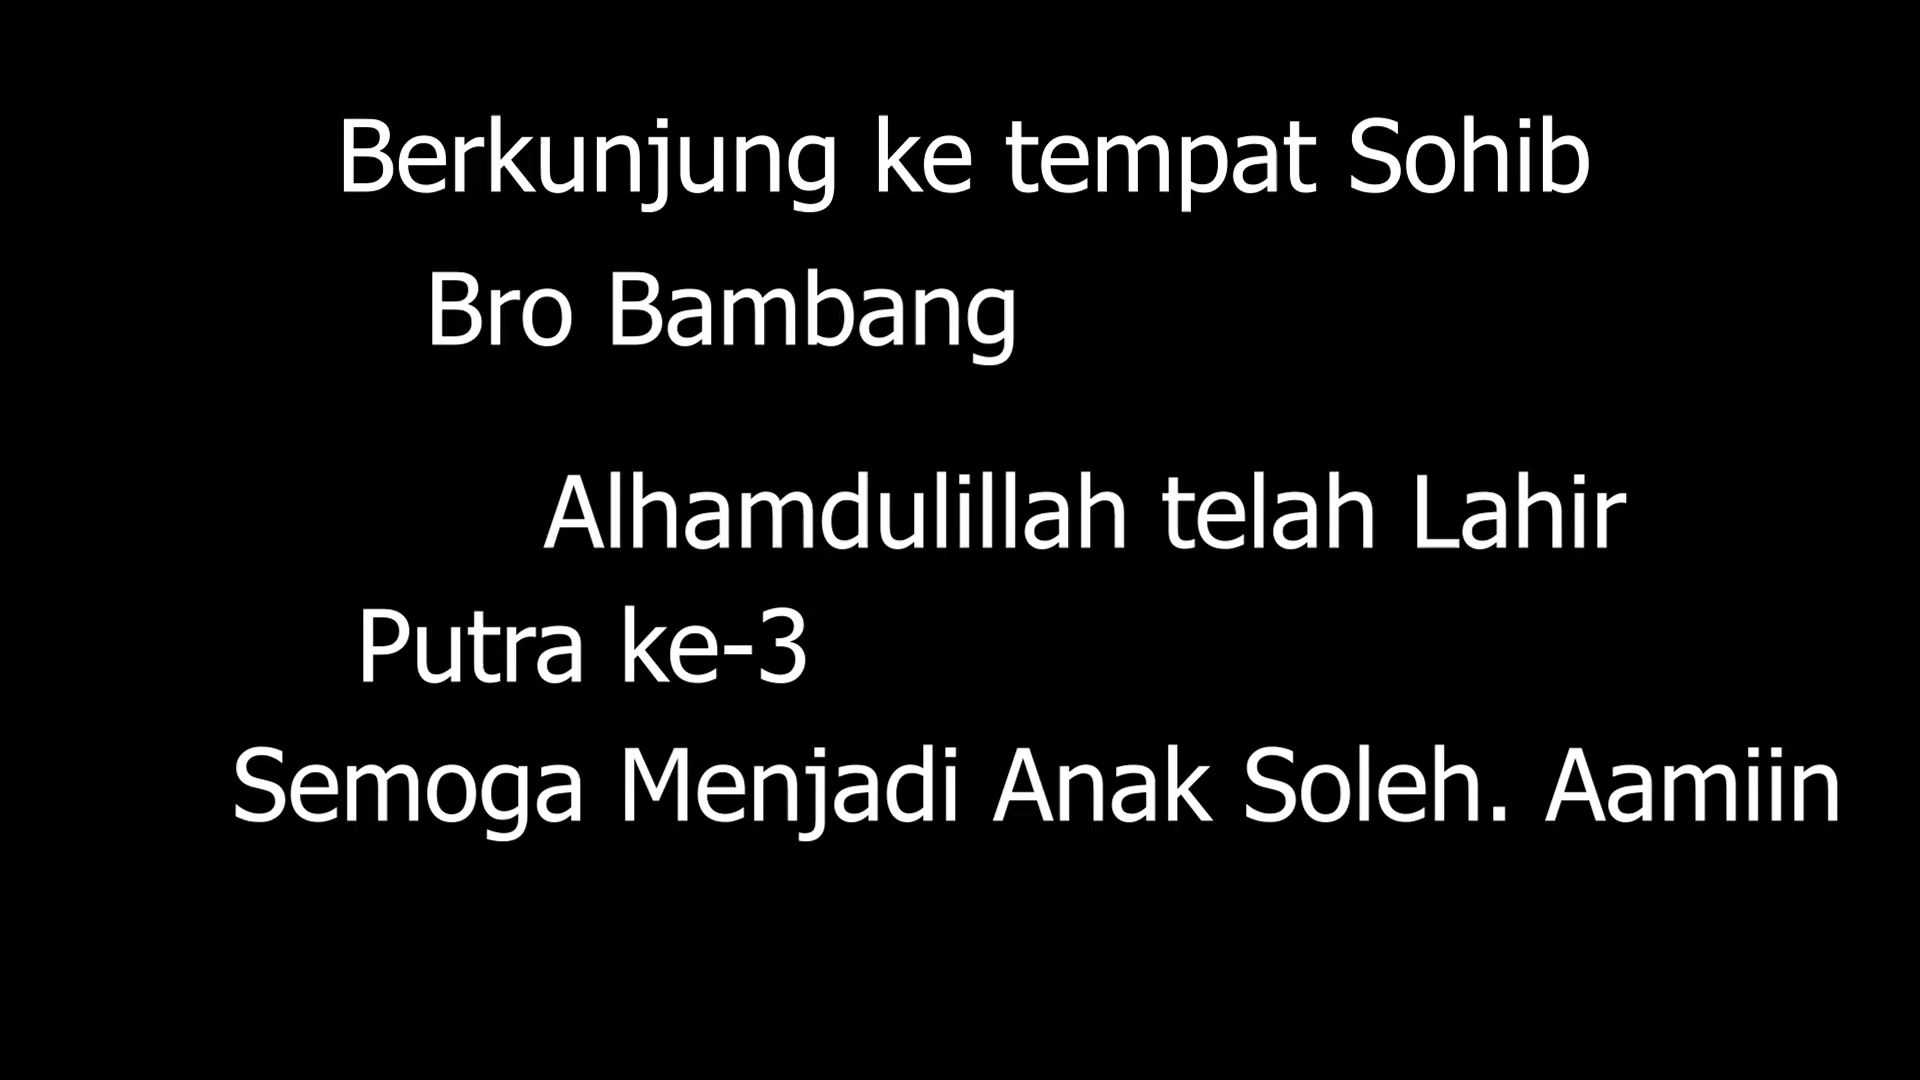 Berkunjung ke tempat Sohib
Bro Bambang
Alhamdulillah telah Lahir
Putra ke-3
Semoga Menjadi Anak Soleh. Aamiin